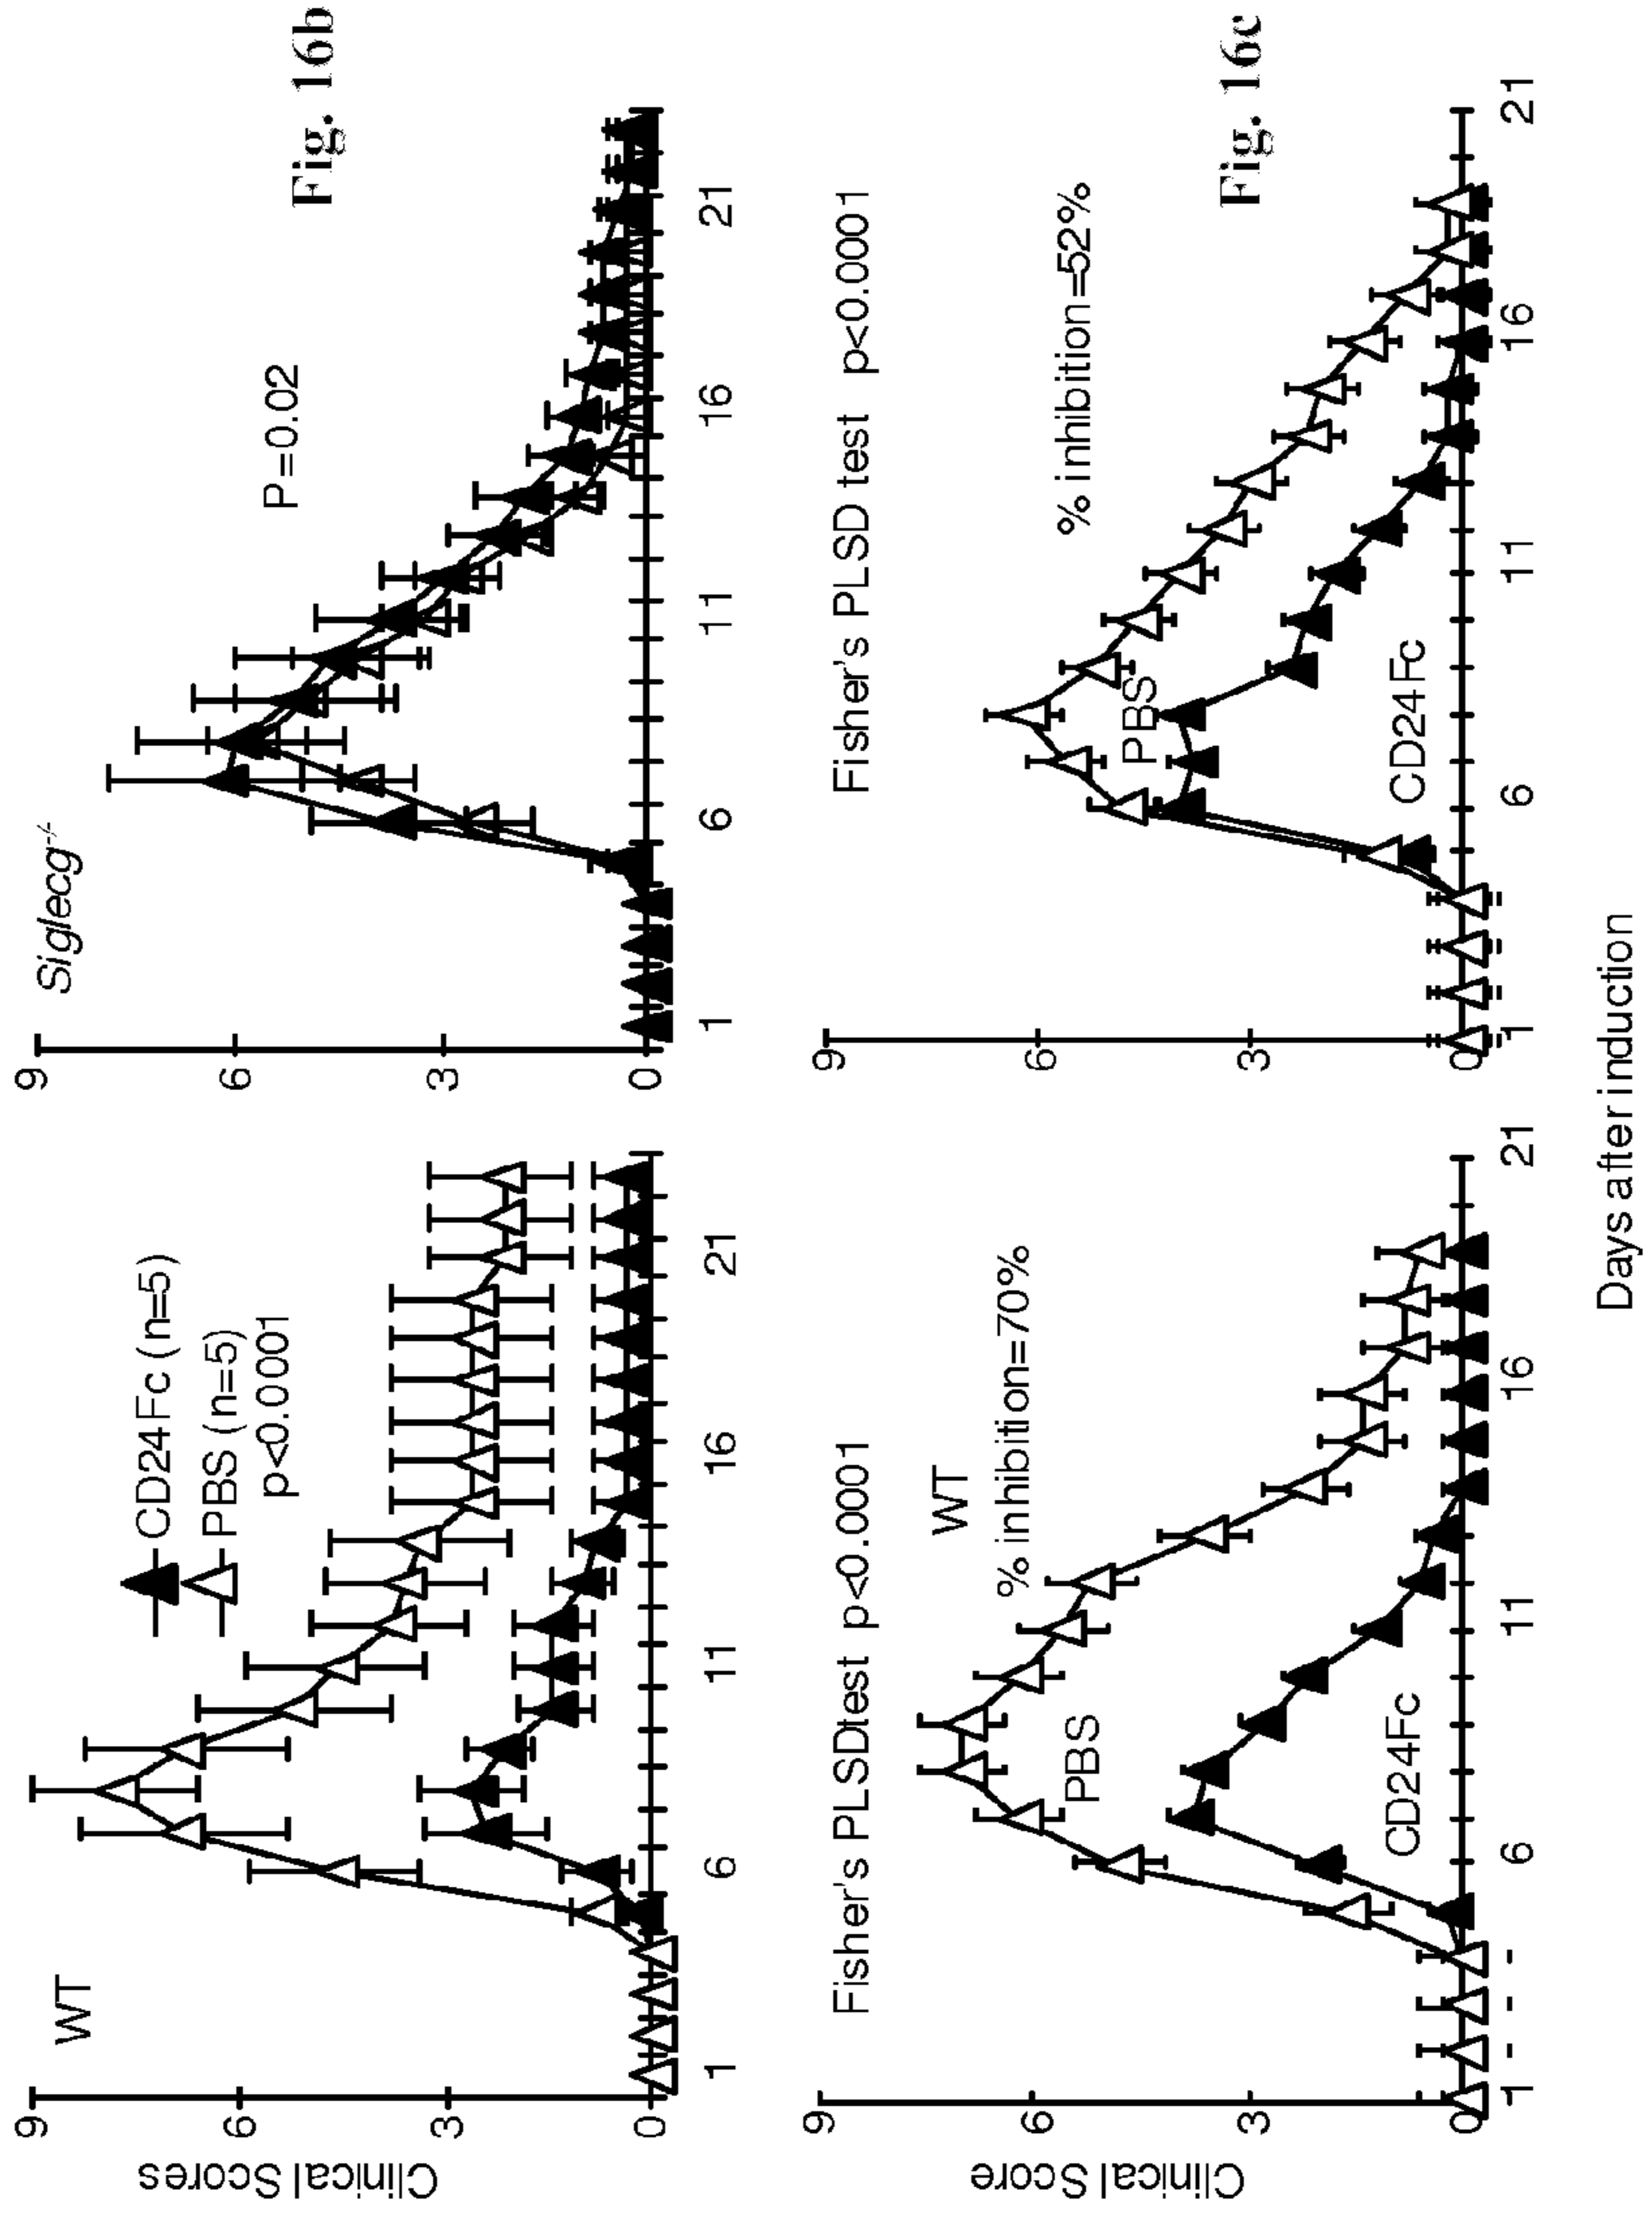 WT
CD24Fc (n=5)
PBS (n=5)
p<0.0001
Clinical Scores
9
6
3
0
1
6
11
16
21
Siglecg-/-
P=0.02
Fig. 16b
9
6
3
0
1
6
11
16
21
Fisher's PLSDtest p<0.0001
WT
% inhibition=70%
PBS
CD24Fc
Clinical Score
9
6
3
0
1
6
11
16
21
Fisher's PLSD test p<0.0001
% inhibition=52%
PBS
CD24Fc
Fig. 16c
9
6
3
0
1
6
11
16
21
Days after induction